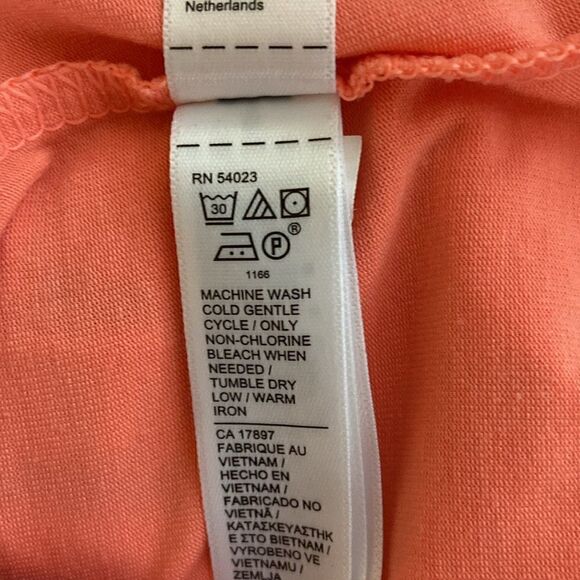 Netherlands
RN 54023
30
P ®
1166
MACHINE WASH
COLD GENTLE
CYCLE / ONLY
NON-CHLORINE
BLEACH WHEN
NEEDED /
TUMBLE DRY
LOW / WARM
IRON
CA 17897
FABRIQUE AU
VIETNAM /
HECHO EN
VIETNAM /
FABRICADO NO
VIETNÃ /
ΚΑΤΑΣΚΕΥΑΣΤΗΚ
Ε ΣΤΟ ΒΙΕΤΝΑΜ /
VYROBENO VE
VIETNAMU /
ZEMLJA